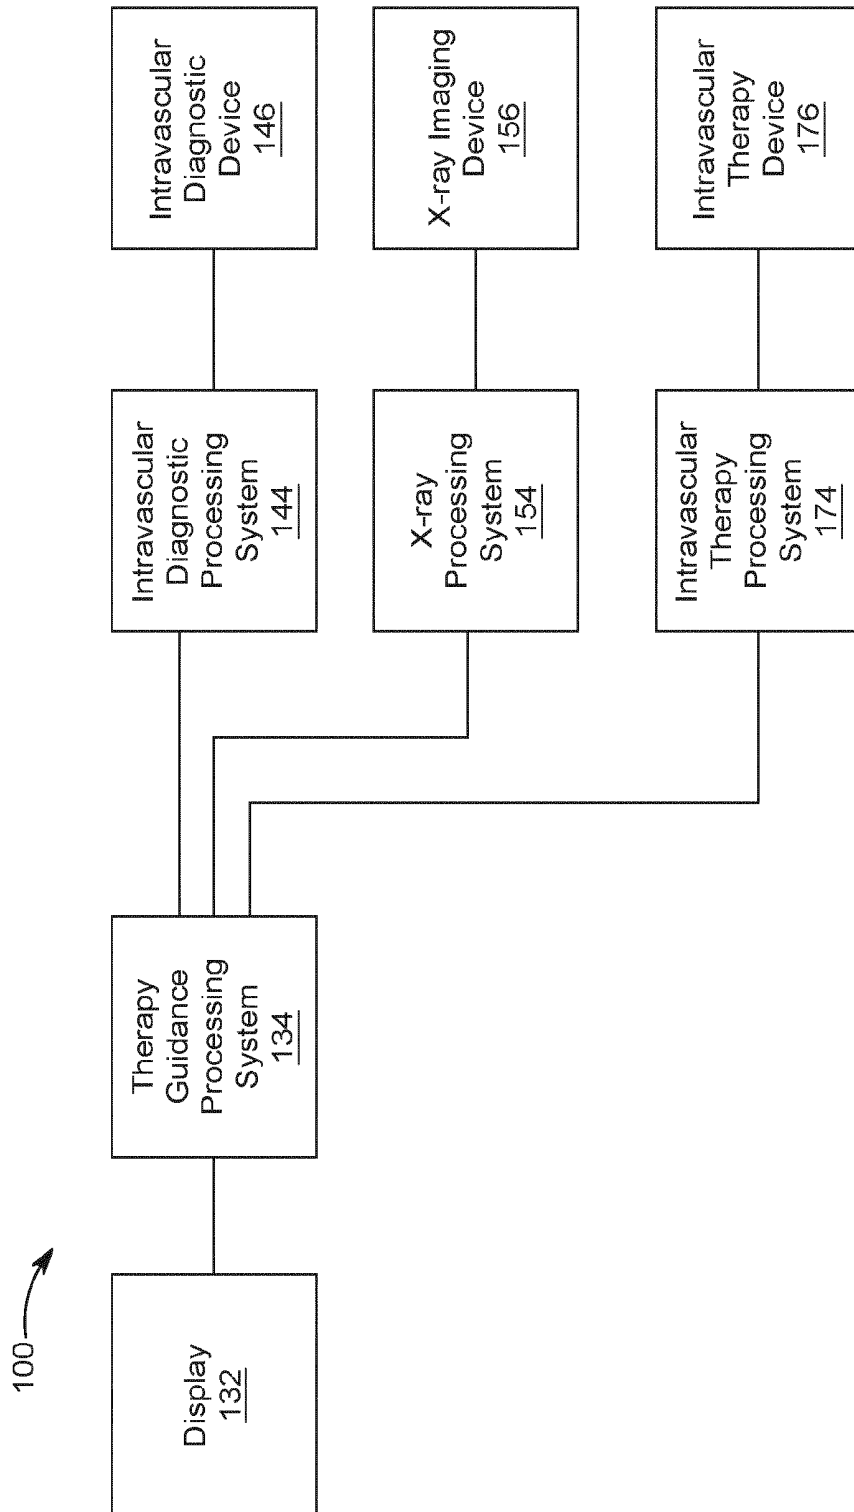 100
Display
132
Therapy
Guidance
Processing
System
134
Intravascular
Diagnostic
Processing
System
144
Intravascular
Diagnostic
Device
146
X-ray
Processing
System
154
X-ray Imaging
Device
156
Intravascular
Therapy
Processing
System
174
Intravascular
Therapy
Device
176